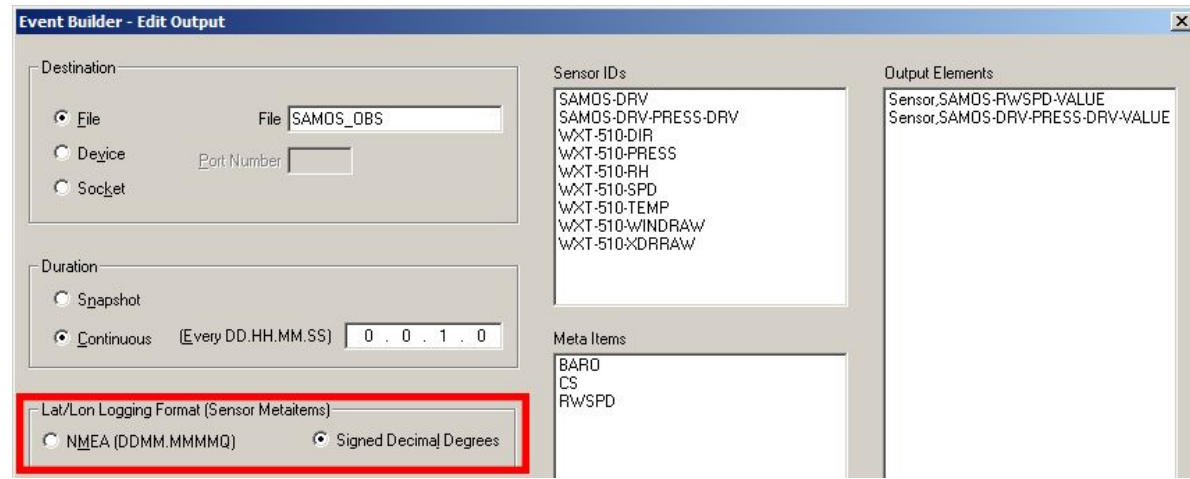 Event Builder - Edit Output
Destination
File
File SAMOS_OBS
Device
Port Number
Socket
Duration
Snapshot
Continuous (Every DD.HH.MM.SS) 0 . 0 . 1 . 0
Lat/Lon Logging Format (Sensor Metaitems)
NMEA (DDMM.MMMMQ)
Signed Decimal Degrees
Sensor IDs
SAMOS-DRV
SAMOS-DRV-PRESS-DRV
WXT-510-DIR
WXT-510-PRESS
WXT-510-RH
WXT-510-SPD
WXT-510-TEMP
WXT-510-WINDRAW
WXT-510-XDRRAW
Meta Items
BARO
CS
RWSPD
Output Elements
Sensor,SAMOS-RWSPD-VALUE
Sensor,SAMOS-DRV-PRESS-DRV-VALUE